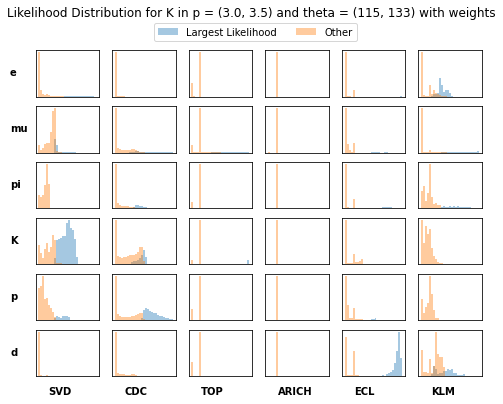 Likelihood Distribution for K in p = (3.0, 3.5) and theta = (115, 133) with weights
Largest Likelihood Other
e
mu
pi
K
p
d
SVD CDC TOP ARICH ECL KLM